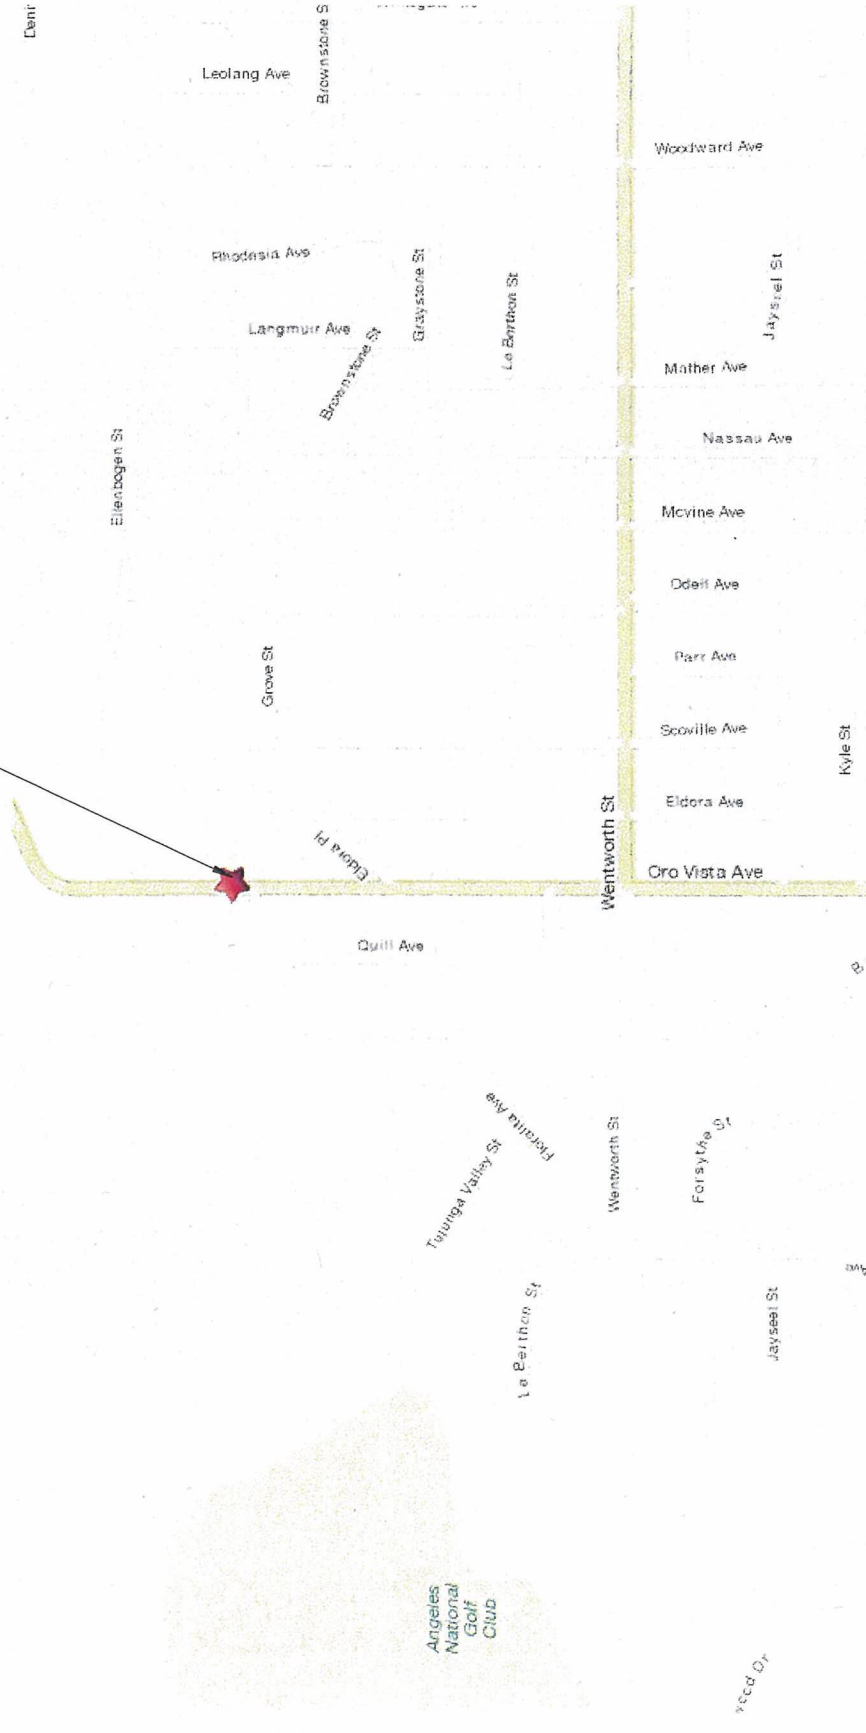 Leolang Ave
Woodward Ave
Rhodesia Ave
Graystone St
Jayseel St
Le Berthon St
Langmuir Ave
Brownstone St
Mather Ave
Ellenbogen St
Nassau Ave
Mcvine Ave
Odell Ave
Grove St
Parr Ave
Scoville Ave
Kyle St
Eldora Ave
Wentworth St
Eldora Pl
Oro Vista Ave
Quill Ave
Floralita Ave
Tujunga Valley St
Wentworth St
Forsythe St
Ave
Le Berthon St
Jayseel St
Angeles
National
Golf
Club